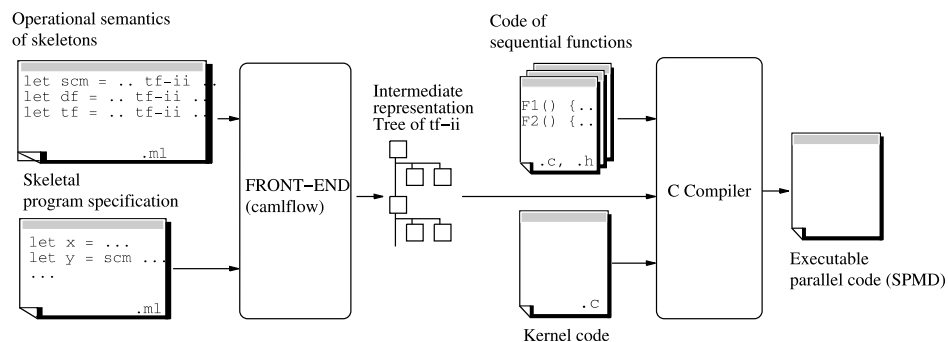 Operational semantics
of skeletons
let scm = .. tf-ii ..
let df = .. tf-ii ..
let tf = .. tf-ii ..
.ml
Skeletal
program specification
let x = ...
let y = scm ...
...
.ml
FRONT-END
(camlflow)
Intermediate
representation
Tree of tf-ii
Code of
sequential functions
F1() {..
F2() {..
.c, .h
.c
Kernel code
C Compiler
Executable
parallel code (SPMD)